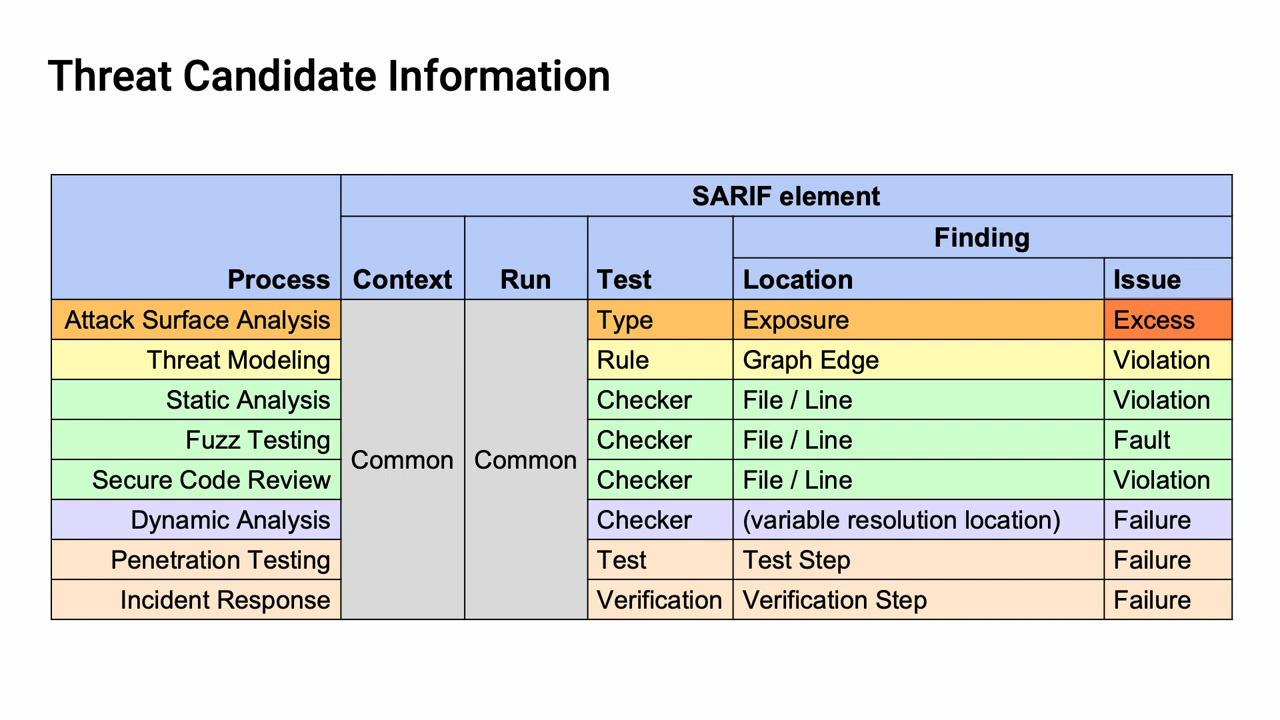 Threat Candidate Information
SARIF element
Finding
Process Context Run Test Location Issue
Attack Surface Analysis Type Exposure Excess
Threat Modeling Rule Graph Edge Violation
Static Analysis Checker File / Line Violation
Fuzz Testing Checker File / Line Fault
Common Common
Secure Code Review Checker File / Line Violation
Dynamic Analysis Checker (variable resolution location) Failure
Penetration Testing Test Test Step Failure
Incident Response Verification Verification Step Failure